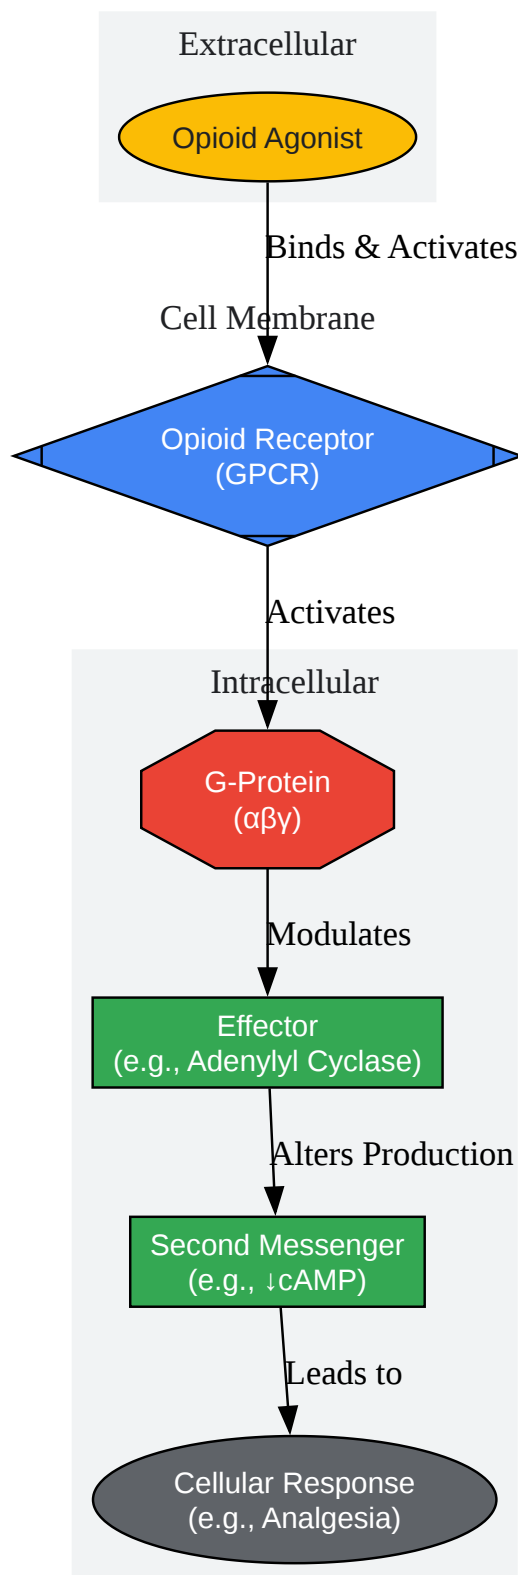 Extracellular
Opioid Agonist
Binds & Activates
Cell Membrane
Opioid Receptor
(GPCR)
Activates
Intracellular
G-Protein
(αβγ)
Modulates
Effector
(e.g., Adenylyl Cyclase)
Alters Production
Second Messenger
(e.g., ↓cAMP)
Leads to
Cellular Response
(e.g., Analgesia)